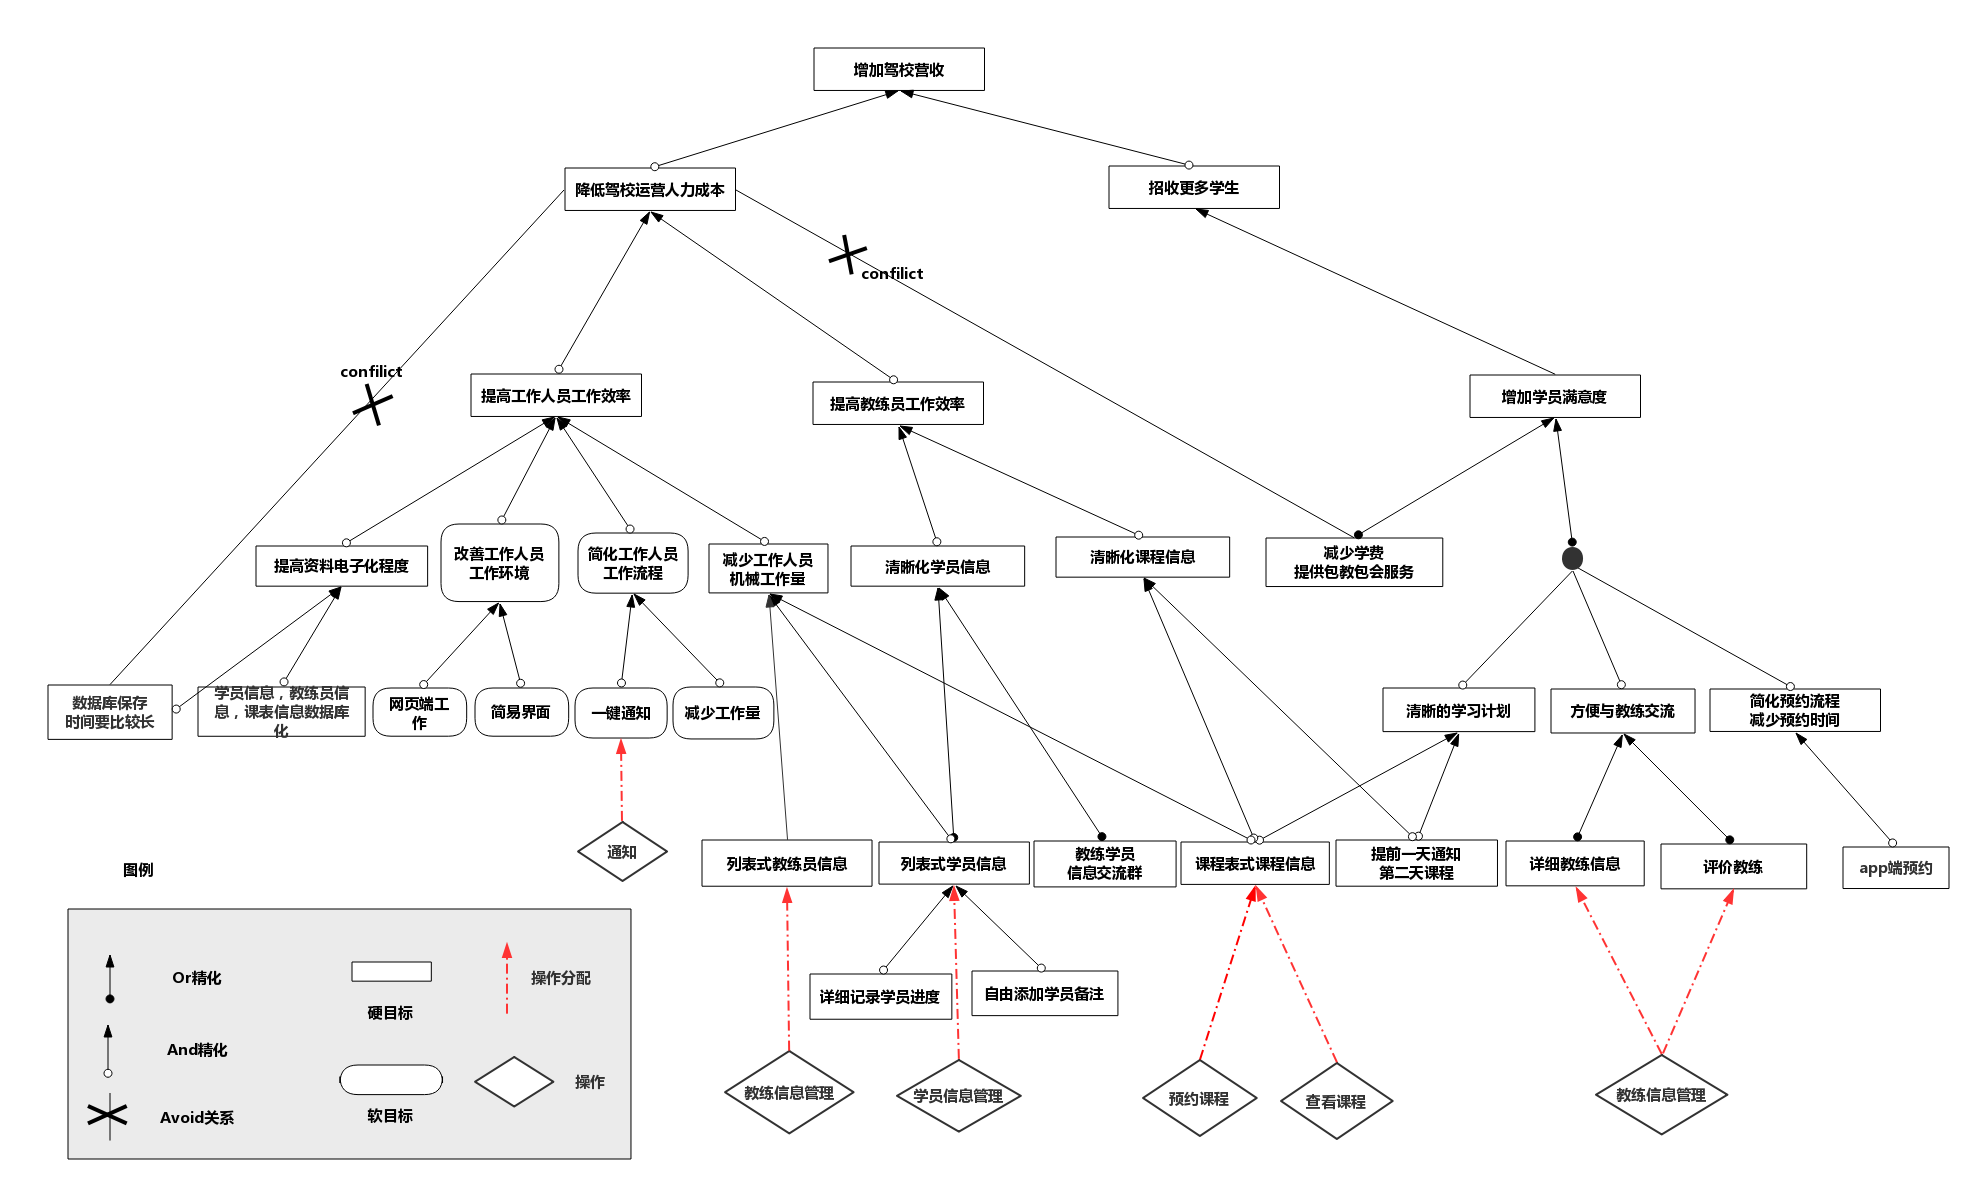 增加驾校营收
降低驾校运营人力成本
招收更多学生
confilict
confilict
提高工作人员工作效率
提高教练员工作效率
增加学员满意度
提高资料电子化程度
改善工作人员
工作环境
简化工作人员
工作流程
减少工作人员
机械工作量
清晰化学员信息
清晰化课程信息
减少学费
提供包教包会服务
数据库保存
时间要比较长
学员信息，教练员信
息，课表信息数据库
化
网页端工
作
简易界面
一键通知
减少工作量
清晰的学习计划
方便与教练交流
简化预约流程
减少预约时间
通知
列表式教练员信息
列表式学员信息
教练学员
信息交流群
课程表式课程信息
提前一天通知
第二天课程
详细教练信息
评价教练
app端预约
图例
详细记录学员进度
自由添加学员备注
Or精化
硬目标
操作分配
And精化
软目标
操作
Avoid关系
教练信息管理
学员信息管理
预约课程
查看课程
教练信息管理